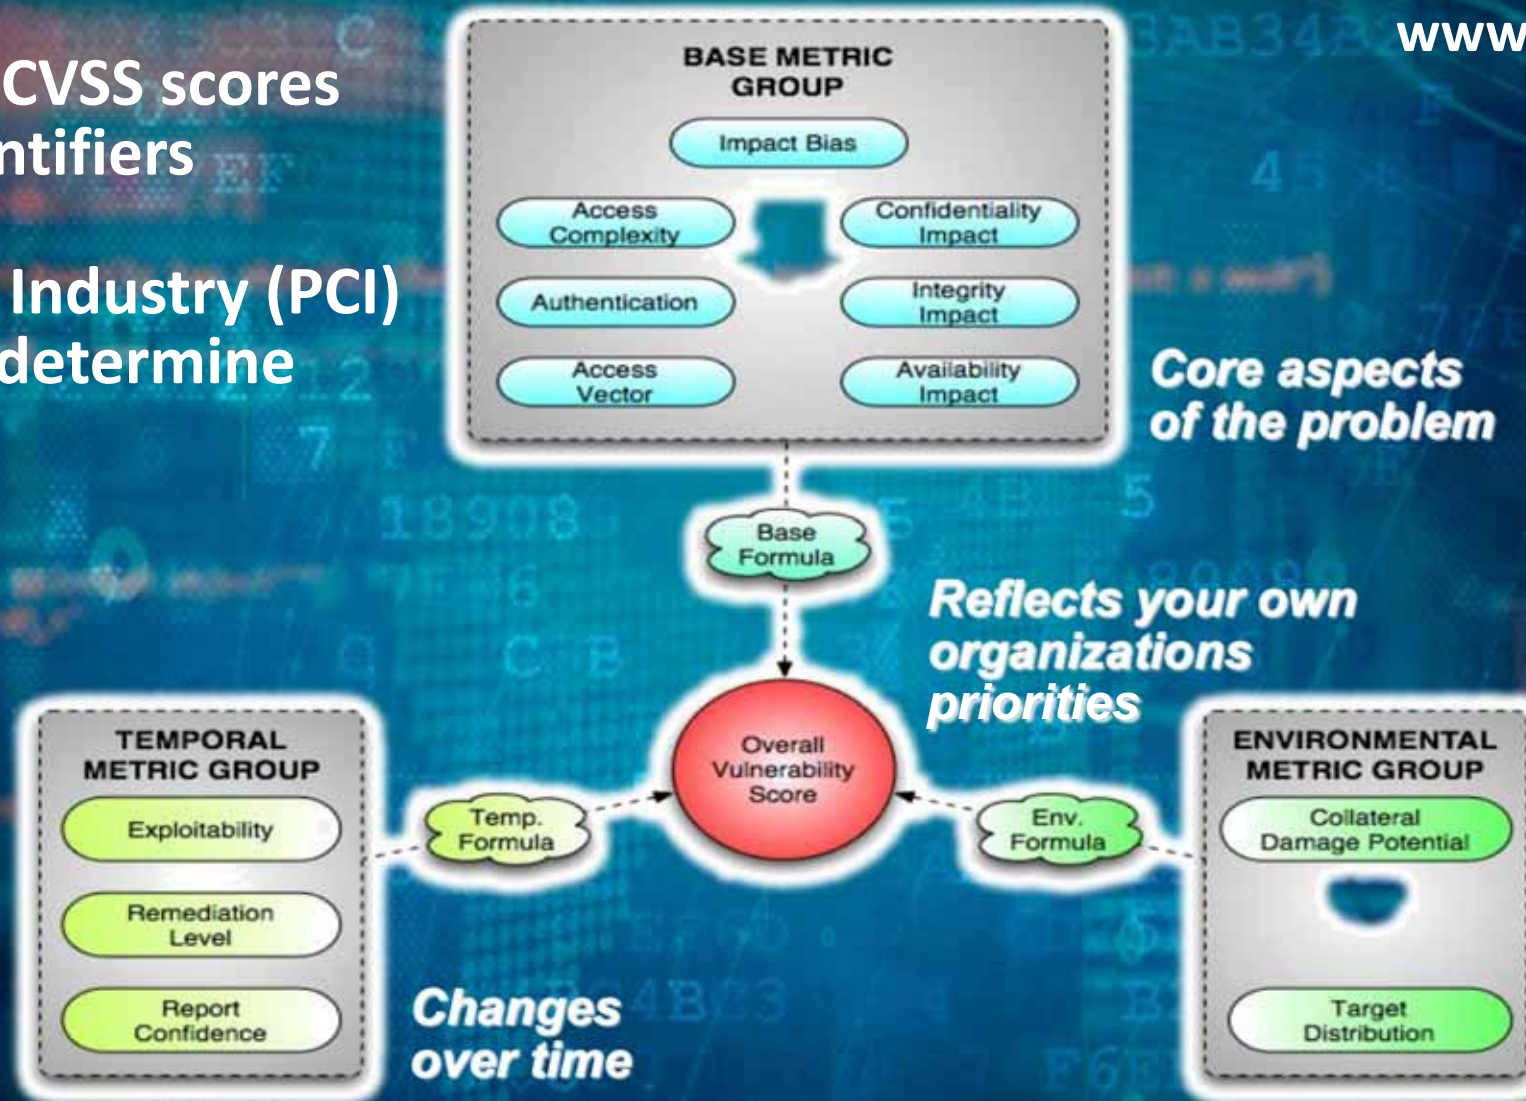 www
CVSS scores
ntifiers
Industry (PCI)
determine
BASE METRIC
GROUP
Impact Bias
Access
Complexity
Confidentiality
Impact
Authentication
Integrity
Impact
Access
Vector
Availability
Impact
Core aspects
of the problem
Base
Formula
Reflects your own
organizations
priorities
TEMPORAL
METRIC GROUP
Exploitability
Remediation
Level
Report
Confidence
Temp.
Formula
Overall
Vulnerability
Score
Env.
Formula
ENVIRONMENTAL
METRIC GROUP
Collateral
Damage Potential
Target
Distribution
Changes
over time
18908